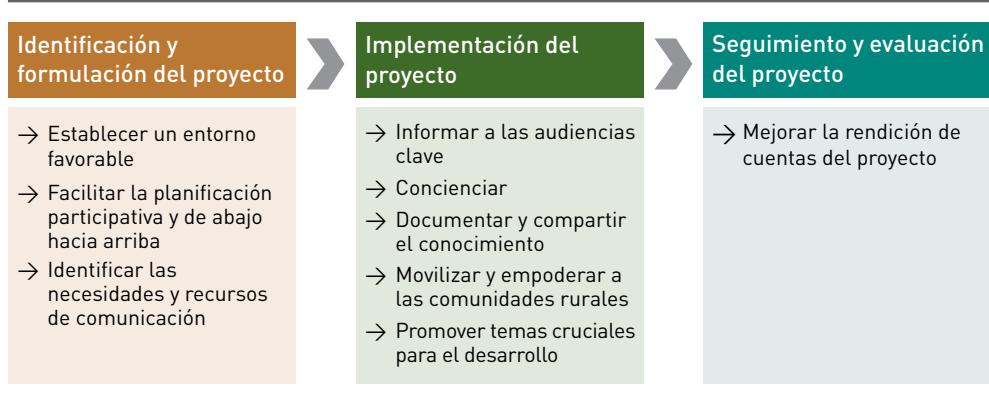 Identificación y
formulación del proyecto
→ Establecer un entorno
favorable
→ Facilitar la planificación
participativa y de abajo
hacia arriba
→ Identificar las
necesidades y recursos
de comunicación
Implementación del
proyecto
→ Informar a las audiencias
clave
→ Concienciar
→ Documentar y compartir
el conocimiento
→ Movilizar y empoderar a
las comunidades rurales
→ Promover temas cruciales
para el desarrollo
Seguimiento y evaluación
del proyecto
→ Mejorar la rendición de
cuentas del proyecto